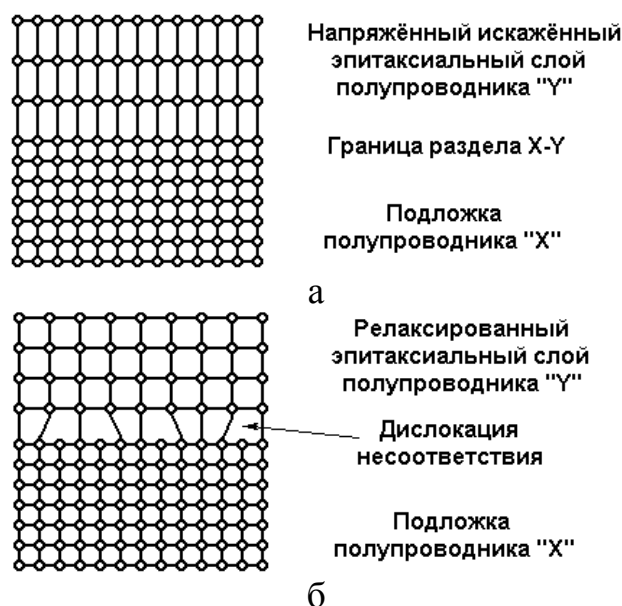 Напряжённый искажённый
эпитаксиальный слой
полупроводника "Y"
Граница раздела X-Y
Подложка
полупроводника "X"
а
Релаксированный
эпитаксиальный слой
полупроводника "Y"
Дислокация
несоответствия
Подложка
полупроводника "X"
б